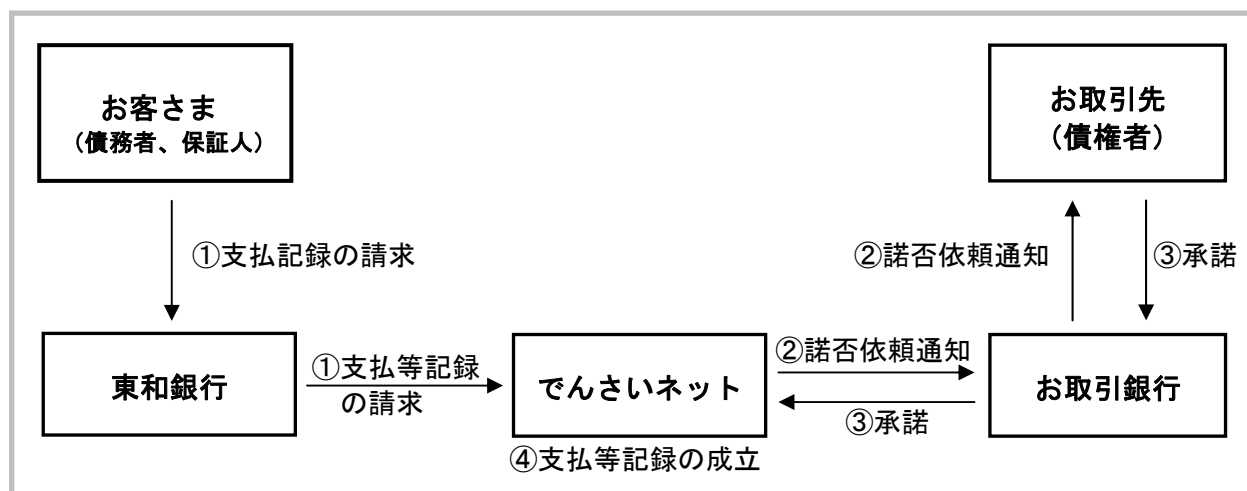 お客さま
（債務者、保証人）
お取引先
（債権者）
①支払記録の請求
②諾否依頼通知
③承諾
東和銀行
①支払等記録
の請求
でんさいネット
②諾否依頼通知
③承諾
お取引銀行
④支払等記録の成立